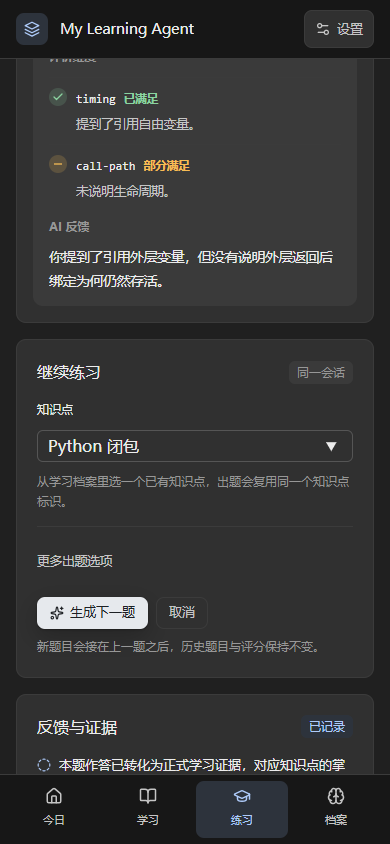 My Learning Agent
设置
timing 已满足
提到了引用自由变量。
call-path 部分满足
未说明生命周期。
AI 反馈
你提到了引用外层变量，但没有说明外层返回后
绑定为何仍然存活。
继续练习
同一会话
知识点
Python 闭包
从学习档案里选一个已有知识点，出题会复用同一个知识点
标识。
更多出题选项
生成下一题
取消
新题目会接在上一题之后，历史题目与评分保持不变。
反馈与证据
已记录
本题作答已转化为正式学习证据，对应知识点的掌
今日
学习
练习
档案